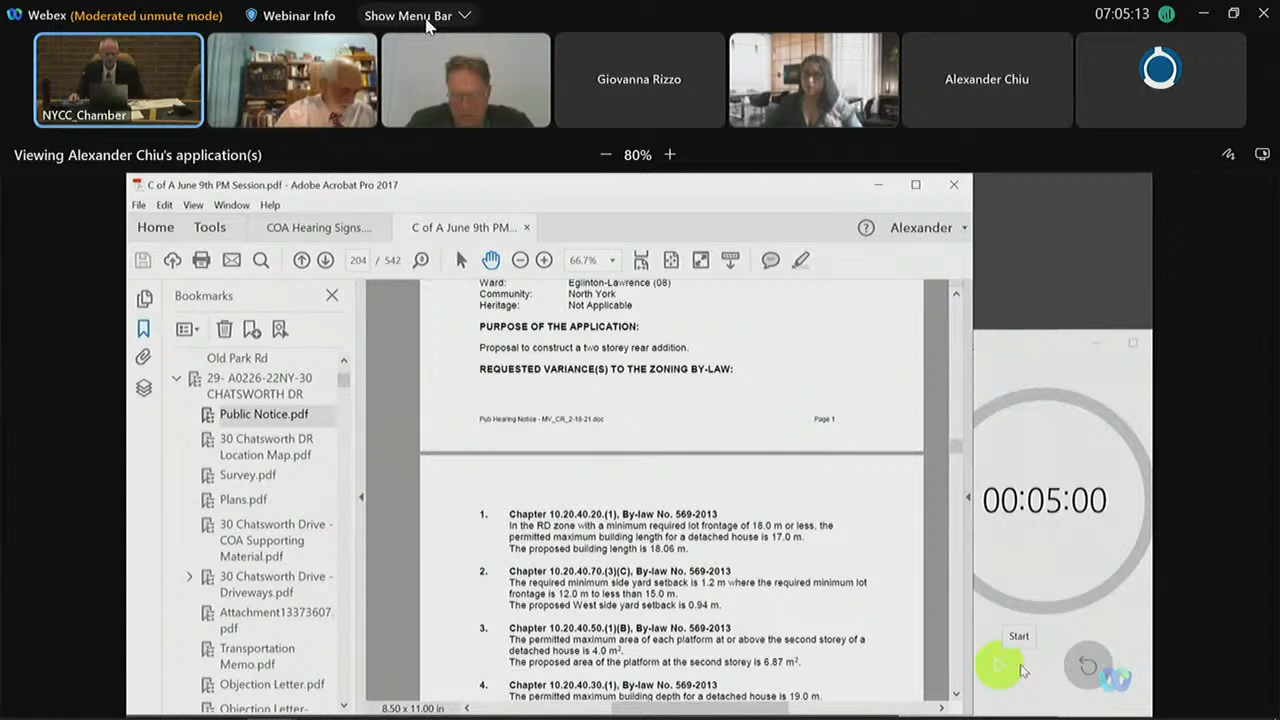 Webex (Moderated unmute mode) Webinar Info Show Menu Bar 07:05:13
NYCC_Chamber
Giovanna Rizzo
Alexander Chiu
Viewing Alexander Chiu's application(s) 80%
C of A June 9th PM Session.pdf - Adobe Acrobat Pro 2017
File Edit View Window Help
Home Tools COA Hearing Signs.... C of A June 9th PM... × Alexander
204 / 542 66.7%
Bookmarks
Old Park Rd
29- A0226-22NY-30
CHATSWORTH DR
Public Notice.pdf
30 Chatsworth DR
Location Map.pdf
Survey.pdf
Plans.pdf
30 Chatsworth Drive -
COA Supporting
Material.pdf
30 Chatsworth Drive -
Driveways.pdf
Attachment13373607.
pdf
Transportation
Memo.pdf
Objection Letter.pdf
Objection Letter-
Ward: Eglinton-Lawrence (08)
Community: North York
Heritage: Not Applicable
PURPOSE OF THE APPLICATION:
Proposal to construct a two storey rear addition.
REQUESTED VARIANCE(S) TO THE ZONING BY-LAW:
Pub Hearing Notice - MV_CR_2-18-21.doc Page 1
1. Chapter 10.20.40.20.(1), By-law No. 569-2013
In the RD zone with a minimum required lot frontage of 18.0 m or less, the
permitted maximum building length for a detached house is 17.0 m.
The proposed building length is 18.06 m.
2. Chapter 10.20.40.70.(3)(C), By-law No. 569-2013
The required minimum side yard setback is 1.2 m where the required minimum lot
frontage is 12.0 m to less than 15.0 m.
The proposed West side yard setback is 0.94 m.
3. Chapter 10.20.40.50.(1)(B), By-law No. 569-2013
The permitted maximum area of each platform at or above the second storey of a
detached house is 4.0 m².
The proposed area of the platform at the second storey is 6.87 m².
4. Chapter 10.20.40.30.(1), By-law No. 569-2013
The permitted maximum building depth for a detached house is 19.0 m.
8.50 x 11.00 in
00:05:00
Start